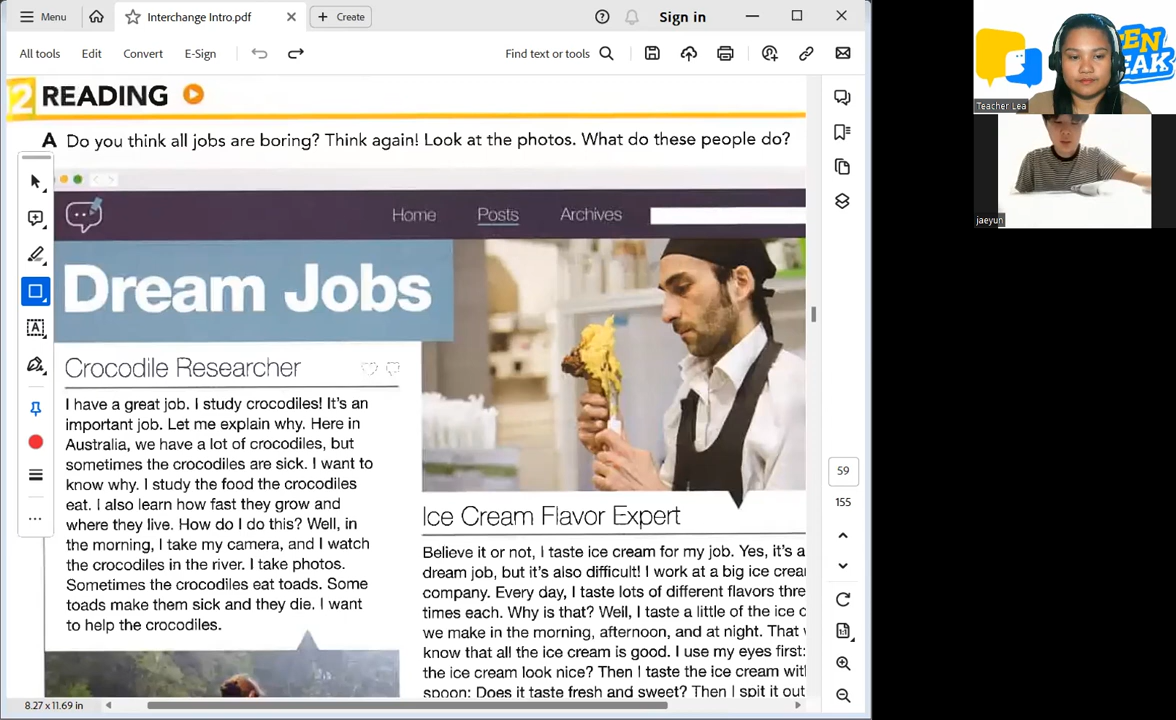 Menu
Interchange Intro.pdf
Create
Sign in
All tools
Edit
Convert
E-Sign
Find text or tools
2 READING
A Do you think all jobs are boring? Think again! Look at the photos. What do these people do?
Home
Posts
Archives
Dream Jobs
Crocodile Researcher
I have a great job. I study crocodiles! It's an
important job. Let me explain why. Here in
Australia, we have a lot of crocodiles, but
sometimes the crocodiles are sick. I want to
know why. I study the food the crocodiles
eat. I also learn how fast they grow and
where they live. How do I do this? Well, in
the morning, I take my camera, and I watch
the crocodiles in the river. I take photos.
Sometimes the crocodiles eat toads. Some
toads make them sick and they die. I want
to help the crocodiles.
Ice Cream Flavor Expert
Believe it or not, I taste ice cream for my job. Yes, it's a
dream job, but it's also difficult! I work at a big ice
company. Every day, I taste lots of different flavors
times each. Why is that? Well, I taste a little of the ice
we make in the morning, afternoon, and at night. That
know that all the ice cream is good. I use my eyes first:
the ice cream look nice? Then I taste the ice cream
spoon: Does it taste fresh and sweet? Then I spit it out
59
155
8.27 x 11.69 in
EN
EAK
Teacher Lea
jaeyun